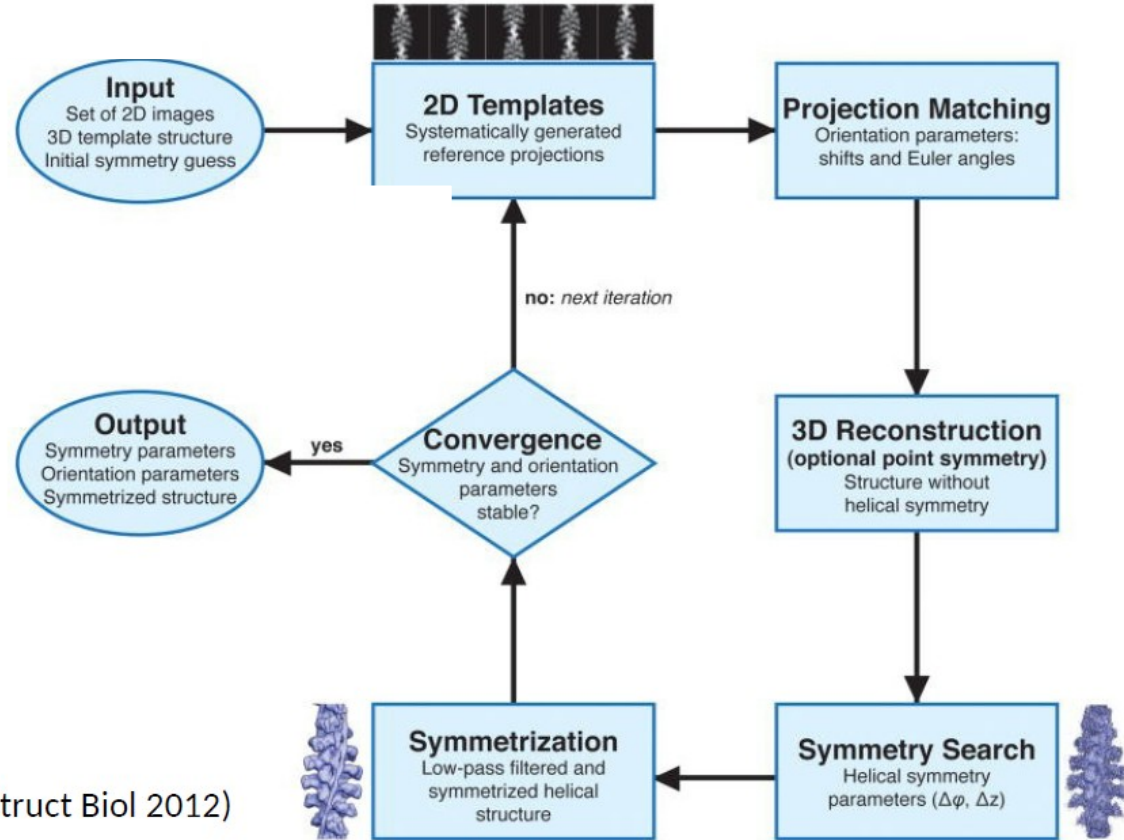 Input
Set of 2D images
3D template structure
Initial symmetry guess
2D Templates
Systematically generated
reference projections
Projection Matching
Orientation parameters:
shifts and Euler angles
no: next iteration
Output
Symmetry parameters
Orientation parameters
Symmetrized structure
yes
Convergence
Symmetry and orientation
parameters
stable?
3D Reconstruction
(optional point symmetry)
Structure without
helical symmetry
Symmetrization
Low-pass filtered and
symmetrized helical
structure
Symmetry Search
Helical symmetry
parameters (Δφ, Δz)
truct Biol 2012)